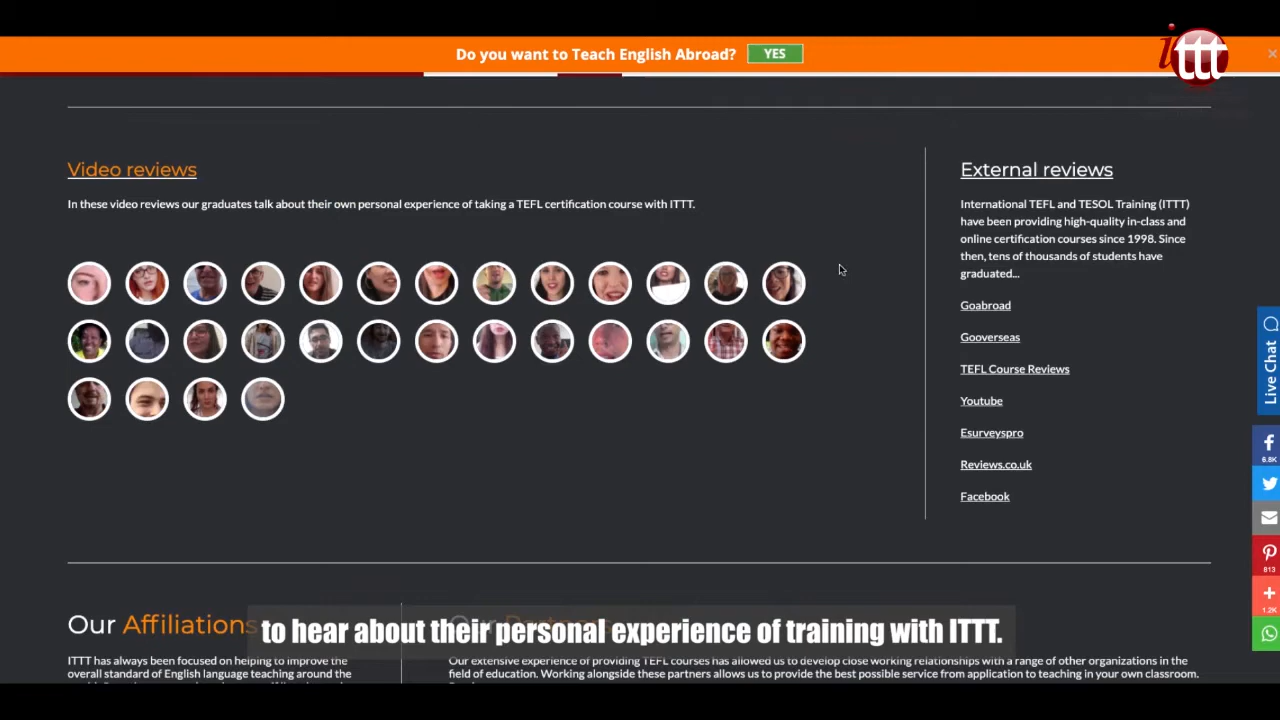 Do you want to Teach English Abroad? YES
ittt
Video reviews
In these video reviews our graduates talk about their own personal experience of taking a TEFL certification course with ITTT.
External reviews
International TEFL and TESOL Training (ITTT)
have been providing high-quality in-class and
online certification courses since 1998. Since
then, tens of thousands of students have
graduated...
Goabroad
Gooverseas
TEFL Course Reviews
Youtube
Esurveyspro
Reviews.co.uk
Facebook
Live Chat
6.8K
813
1.2K
Our Affiliations
to hear about their personal experience of training with ITTT.
ITTT has always been focused on helping to improve the
overall standard of English language teaching around the
Our extensive experience of providing TEFL courses has allowed us to develop close working relationships with a range of other organizations in the
field of education. Working alongside these partners allows us to provide the best possible service from application to teaching in your own classroom.